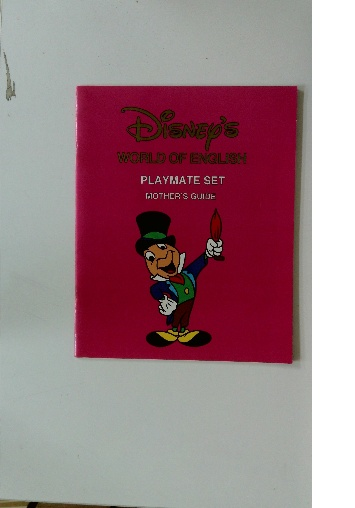 Disney's
WORLD OF ENGLISH
PLAYMATE SET
MOTHER'S GUIDE